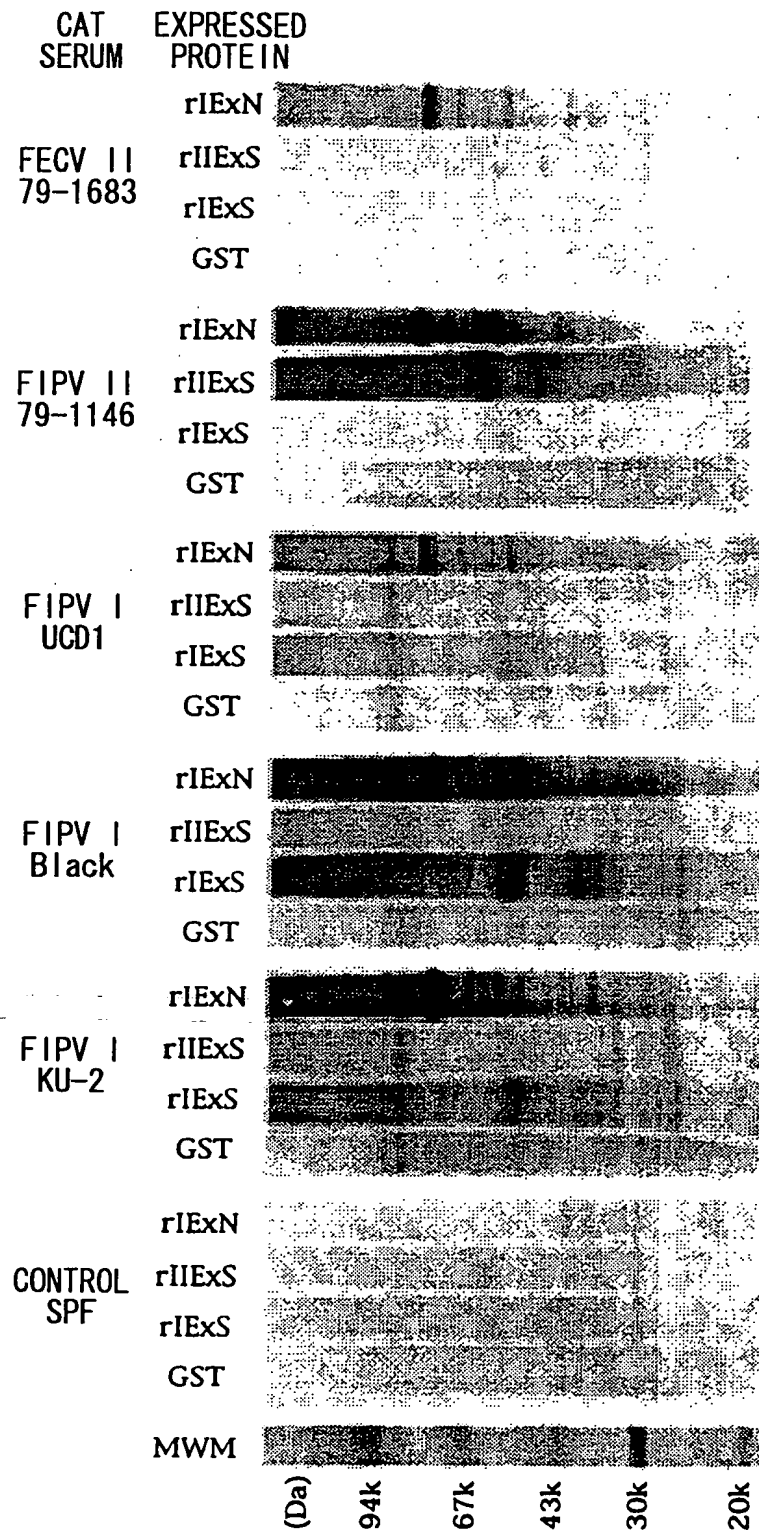 CAT EXPRESSED
SERUM PROTEIN
FECV II
79-1683
rIExN
rIIExS
rIExS
GST
FIPV II
79-1146
rIExN
rIIExS
rIExS
GST
FIPV I
UCD1
rIExN
rIIExS
rIExS
GST
FIPV I
Black
rIExN
rIIExS
rIExS
GST
FIPV I
KU-2
rIExN
rIIExS
rIExS
GST
CONTROL
SPF
rIExN
rIIExS
rIExS
GST
MWM
(Da) 94k 67k 43k 30k 20k